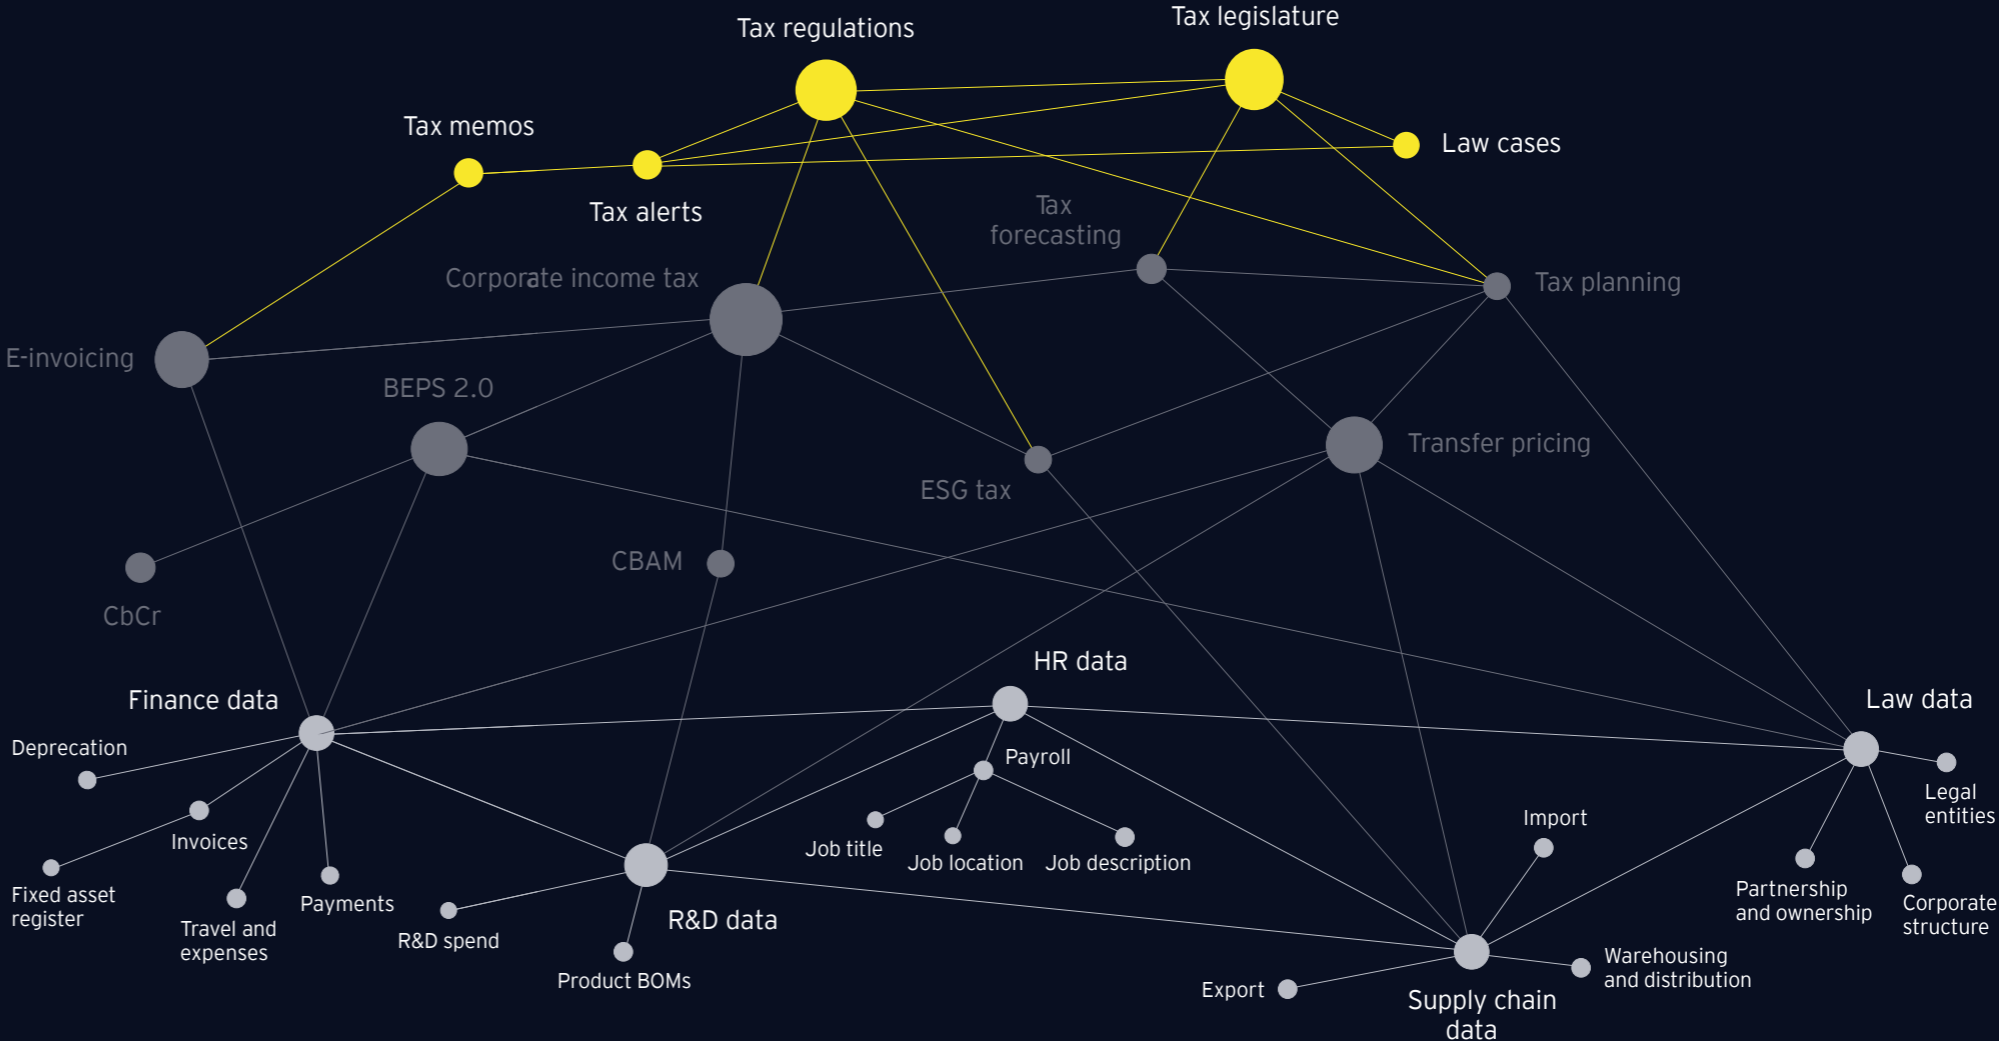 Tax legislature
Tax regulations
Tax memos
Law cases
Tax alerts
Tax
forecasting
Corporate income tax
Tax planning
E-invoicing
BEPS 2.0
Transfer pricing
ESG tax
CBAM
CbCr
HR data
Finance data
Law data
Deprecation
Payroll
Legal
entities
Import
Invoices
Job title
Job location
Job description
Fixed asset
register
Payments
Partnership
and ownership
Corporate
structure
Travel and
expenses
R&D spend
R&D data
Warehousing
and distribution
Product BOMs
Export
Supply chain
data